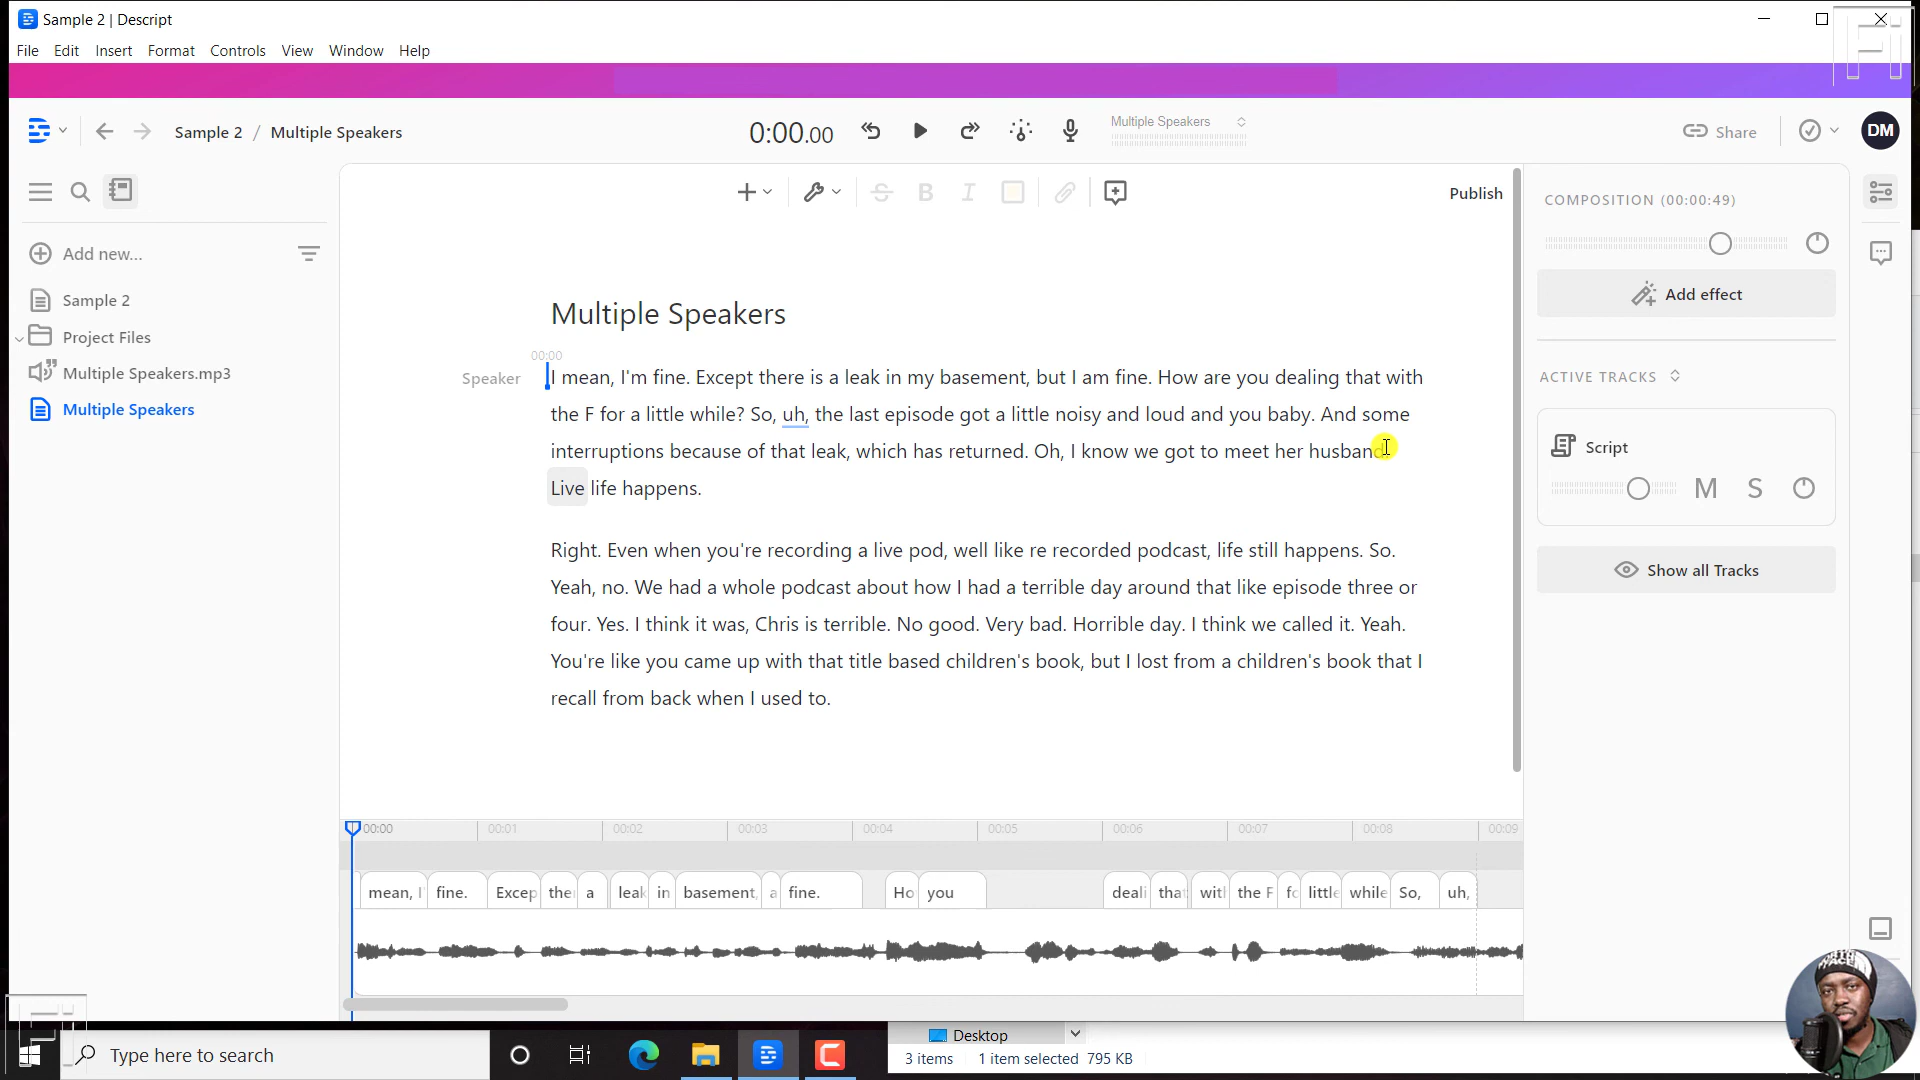 Sample 2 | Descript
File Edit Insert Format Controls View Window Help
Sample 2 / Multiple Speakers
0:00.00
Multiple Speakers
Share
DM
Publish
Add new...
Sample 2
Project Files
Multiple Speakers.mp3
Multiple Speakers
Multiple Speakers
00:00
Speaker
I mean, I'm fine. Except there is a leak in my basement, but I am fine. How are you dealing that with
the F for a little while? So, uh, the last episode got a little noisy and loud and you baby. And some
interruptions because of that leak, which has returned. Oh, I know we got to meet her husband.
Live life happens.
Right. Even when you're recording a live pod, well like re recorded podcast, life still happens. So.
Yeah, no. We had a whole podcast about how I had a terrible day around that like episode three or
four. Yes. I think it was, Chris is terrible. No good. Very bad. Horrible day. I think we called it. Yeah.
You're like you came up with that title based children's book, but I lost from a children's book that I
recall from back when I used to.
COMPOSITION (00:00:49)
Add effect
ACTIVE TRACKS
Script
M S
Show all Tracks
00:00 00:01 00:02 00:03 00:04 00:05 00:06 00:07 00:08 00:09
mean, I' fine. Excep the a leak in basement, a fine. Ho you deali that with the F fo little while So, uh,
Type here to search
Desktop
3 items 1 item selected 795 KB